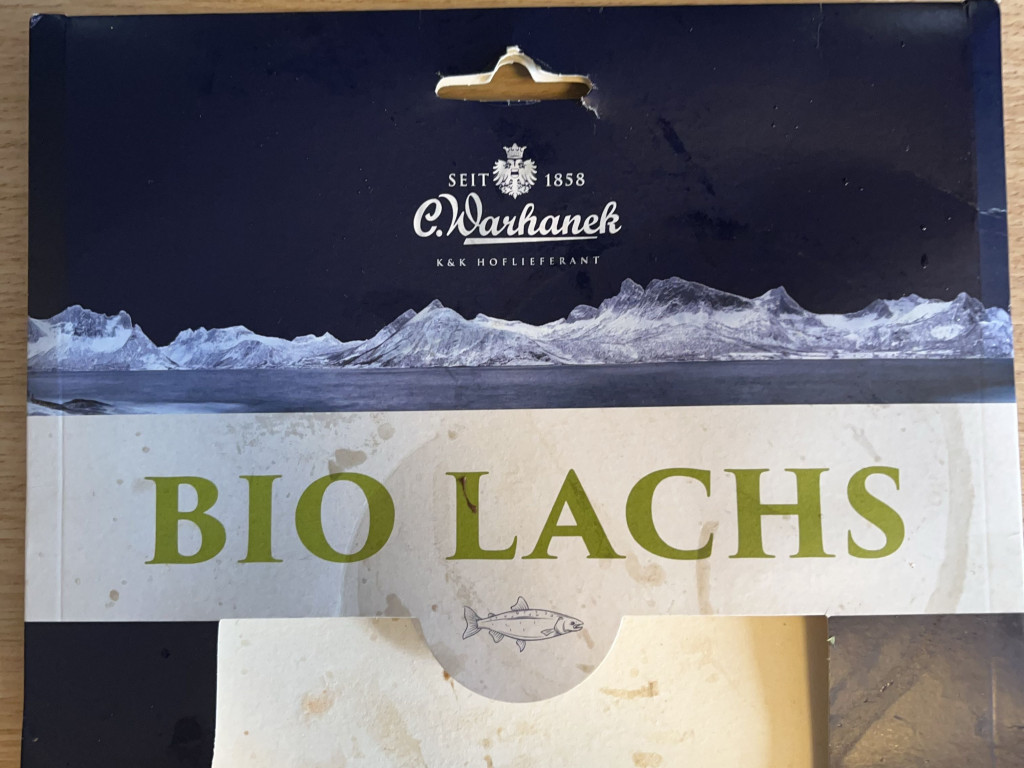 SEIT 1858
C.Warhanek
K&K HOFLIEFERANT
BIO LACHS